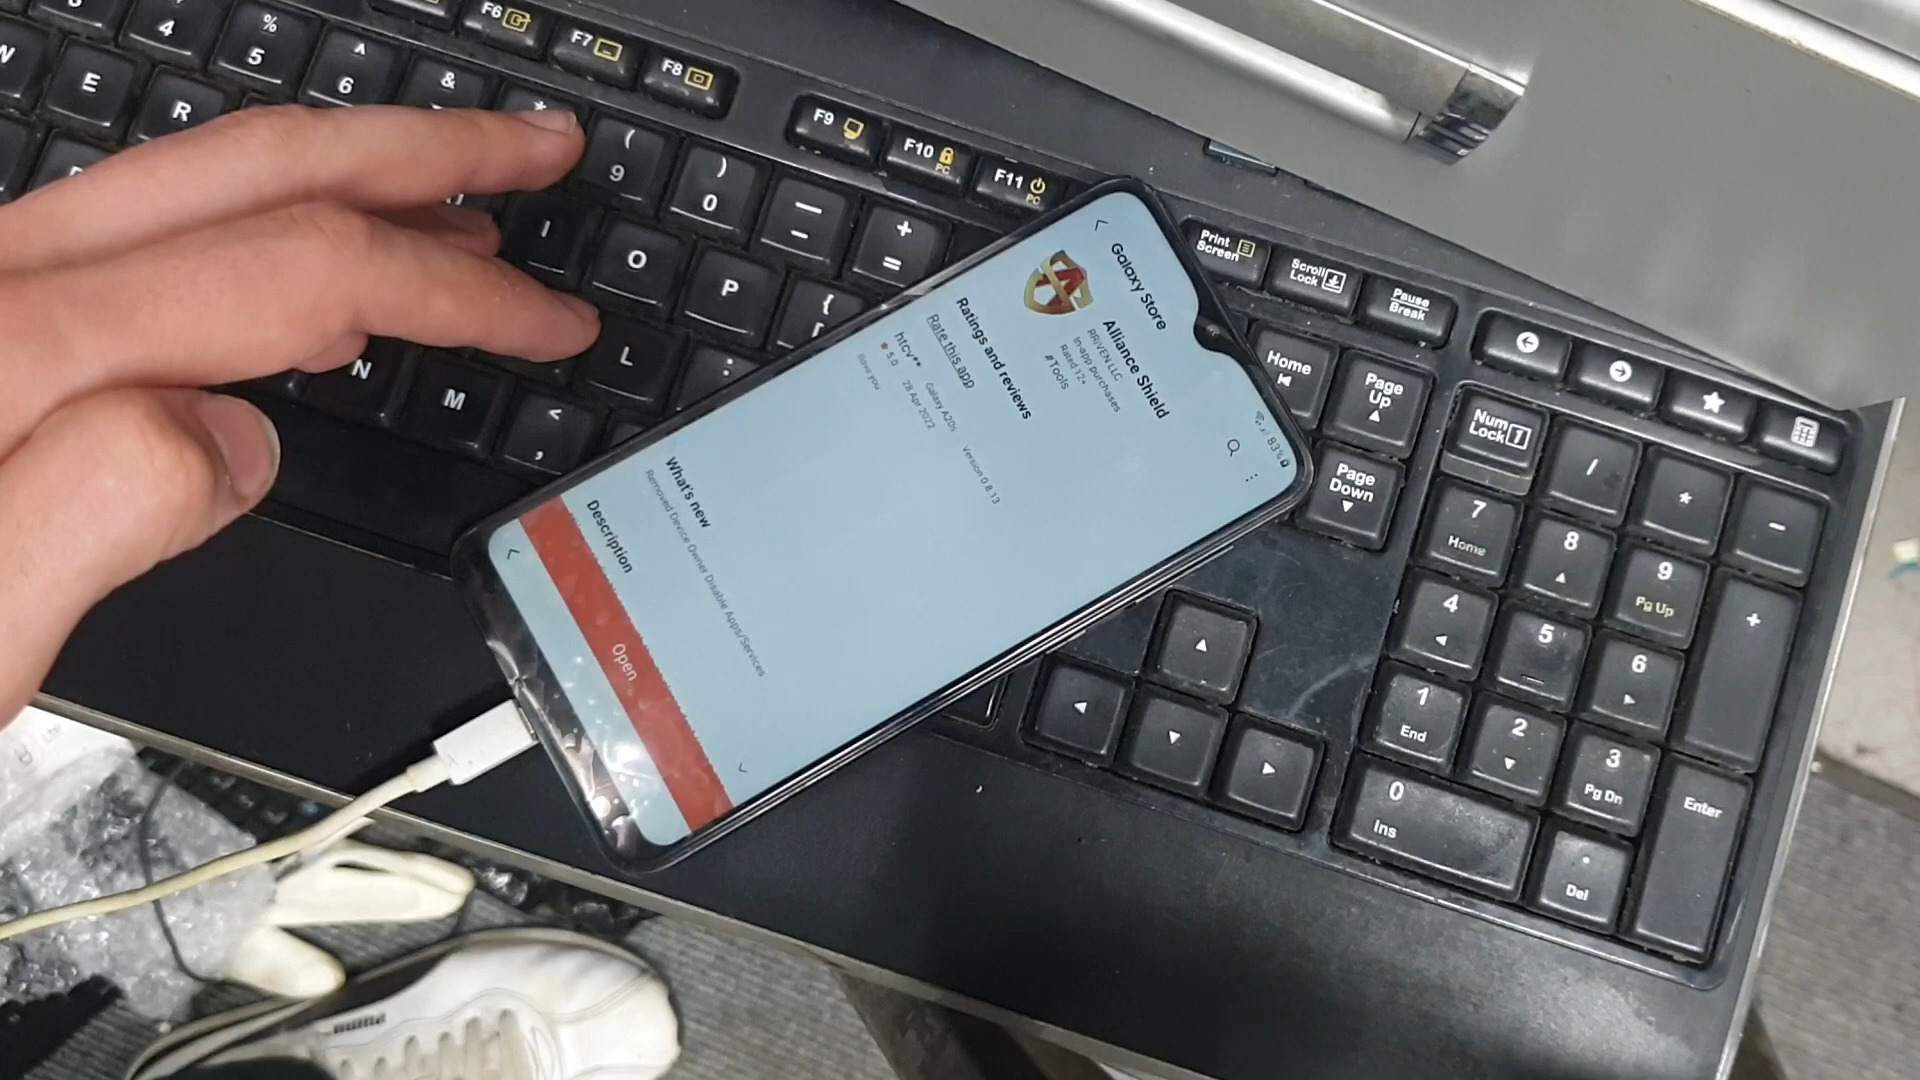 Galaxy Store
83%
Alliance Shield
RRiVEN LLC
In-app purchases
Rated 12+
#Tools
Ratings and reviews
Rate this app
htcv**
5.0
28 Apr 2022
Galaxy A20s
Version 0.8.13
What's new
Removed Device Owner Disable Apps/Services
Description
Open
F6
F7
F8
F9
F10
PC
F11
PC
Print
Screen
Scroll
Lock
Pause
Break
4
% 5
^ 6
&
*
( 9
) 0
— –
+ =
W
E
R
I
O
P
{
L
:
N
M
< ,
Home
Page
Up
Page
Down
Num
Lock 1
/
*
-
7
Home
8
9
Pg Up
+
4
5
6
1
End
2
3
Pg Dn
Enter
0
Ins
.
Del
PUMA